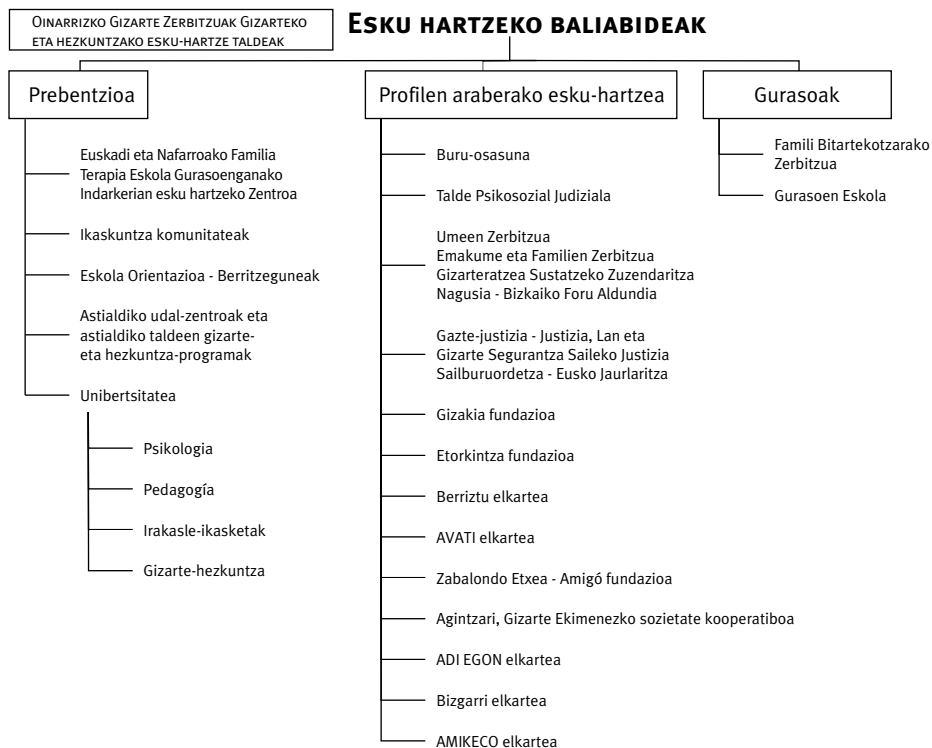 OINARRIZKO GIZARTE ZERBITZUAK GIZARTEKO
ETA HEZKUNTZAKO ESKU-HARTZE TALDEAK
ESKU HARTZEKO BALIABIDEAK
Prebentzioa
Euskadi eta Nafarroako Familia
Terapia Eskola Gurasoenganako
Indarkerian esku hartzeko Zentroa
Ikaskuntza komunitateak
Eskola Orientazioa - Berritzeguneak
Astialdiko udal-zentroak eta
astialdiko taldeen gizarte-
eta hezkuntza-programak
Unibertsitatea
Psikologia
Pedagogía
Irakasle-ikasketak
Gizarte-hezkuntza
Profilen araberako esku-hartzea
Buru-osasuna
Talde Psikosozial Judiziala
Umeen Zerbitzua
Emakume eta Familien Zerbitzua
Gizarteratzea Sustatzeko Zuzendaritza
Nagusia - Bizkaiko Foru Aldundia
Gazte-justizia - Justizia, Lan eta
Gizarte Segurantza Saileko Justizia
Sailburuordetza - Eusko Jaurlaritza
Gizakia fundazioa
Etorkintza fundazioa
Berriztu elkartea
AVATI elkartea
Zabalondo Etxea - Amigó fundazioa
Agintzari, Gizarte Ekimenezko sozietate kooperatiboa
ADI EGON elkartea
Bizgarri elkartea
AMIKECO elkartea
Gurasoak
Famili Bitartekotzarako
Zerbitzua
Gurasoen Eskola